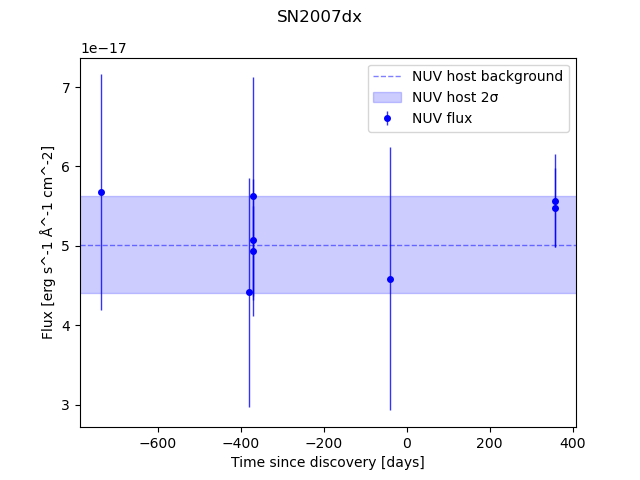 SN2007dx
1e−17
NUV host background
NUV host 2σ
NUV flux
7
6
5
4
3
Flux [erg s^-1 Å^-1 cm^-2]
−600 −400 −200 0 200 400
Time since discovery [days]